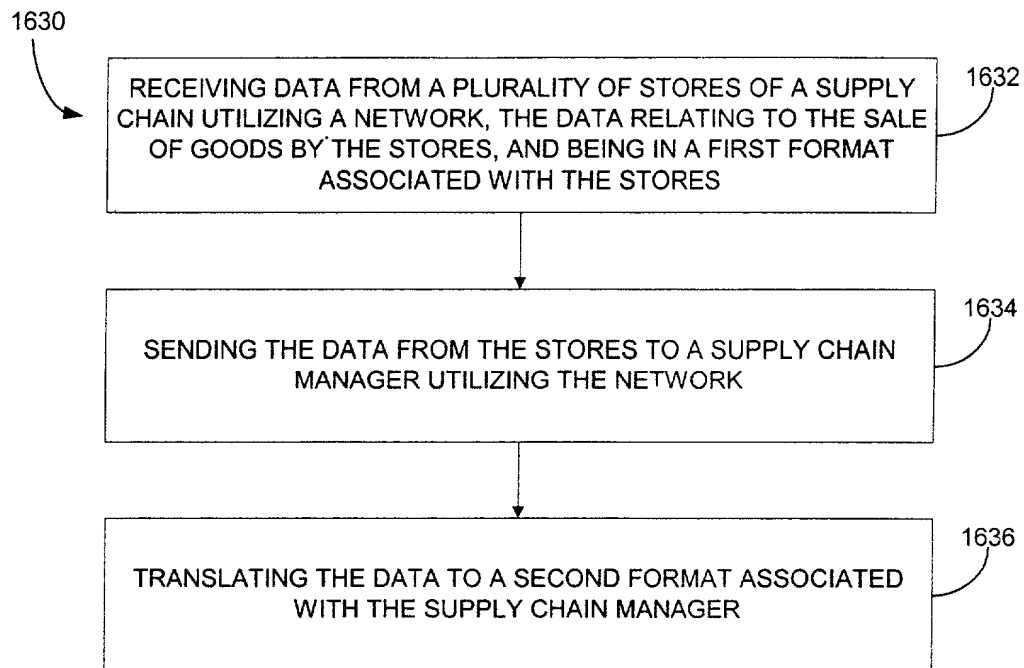 1630
1632
RECEIVING DATA FROM A PLURALITY OF STORES OF A SUPPLY
CHAIN UTILIZING A NETWORK, THE DATA RELATING TO THE SALE
OF GOODS BY THE STORES, AND BEING IN A FIRST FORMAT
ASSOCIATED WITH THE STORES
1634
SENDING THE DATA FROM THE STORES TO A SUPPLY CHAIN
MANAGER UTILIZING THE NETWORK
1636
TRANSLATING THE DATA TO A SECOND FORMAT ASSOCIATED
WITH THE SUPPLY CHAIN MANAGER